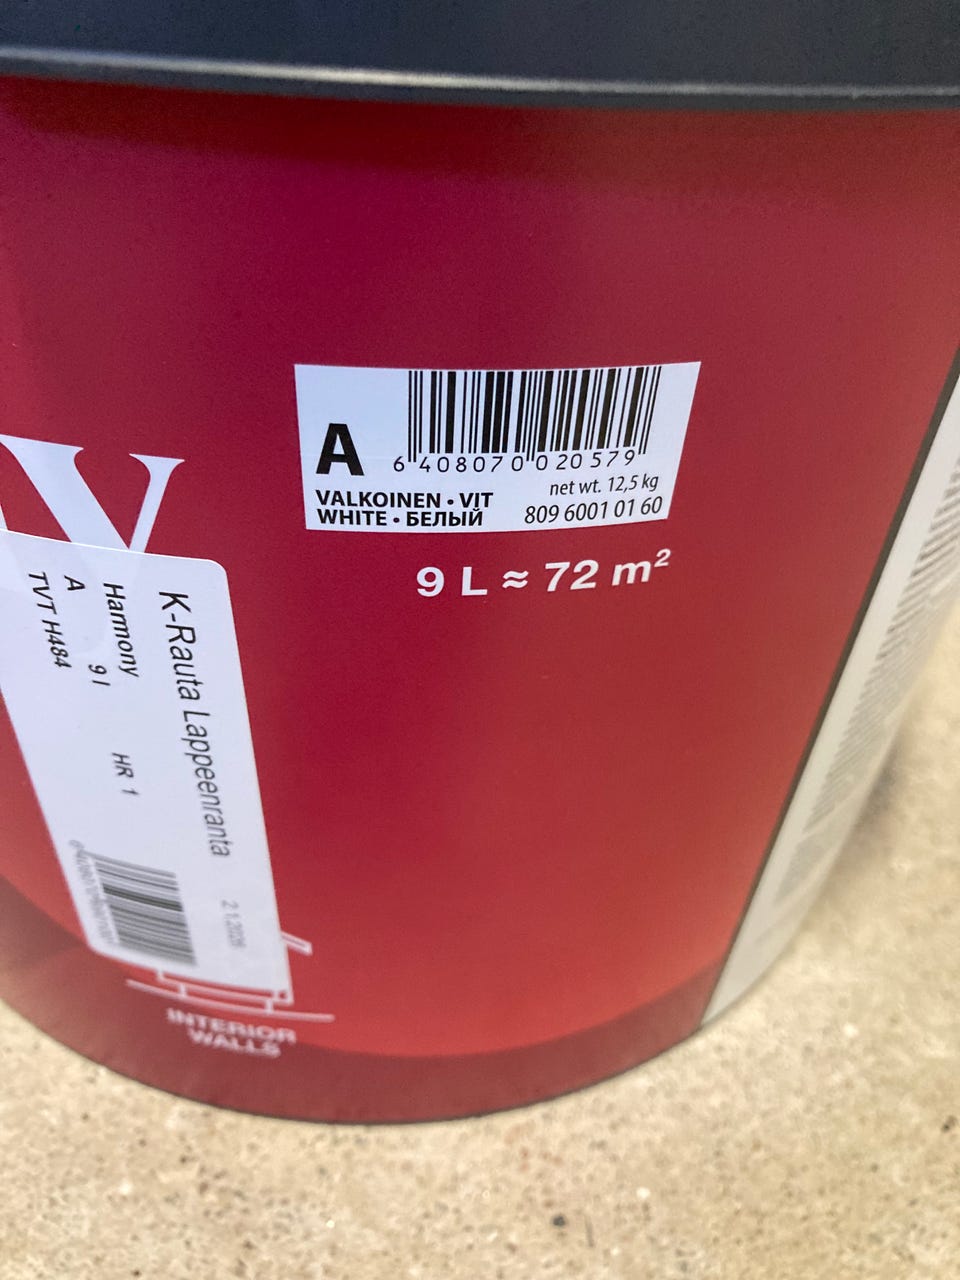 A
6 408070 020579
VALKOINEN • VIT
WHITE • БЕЛЫЙ
net wt. 12,5 kg
809 6001 01 60
9 L ≈ 72 m²
K-Rauta Lappeenranta
Harmony
9 l
HR 1
A
TVT H484
INTERIOR
WALLS